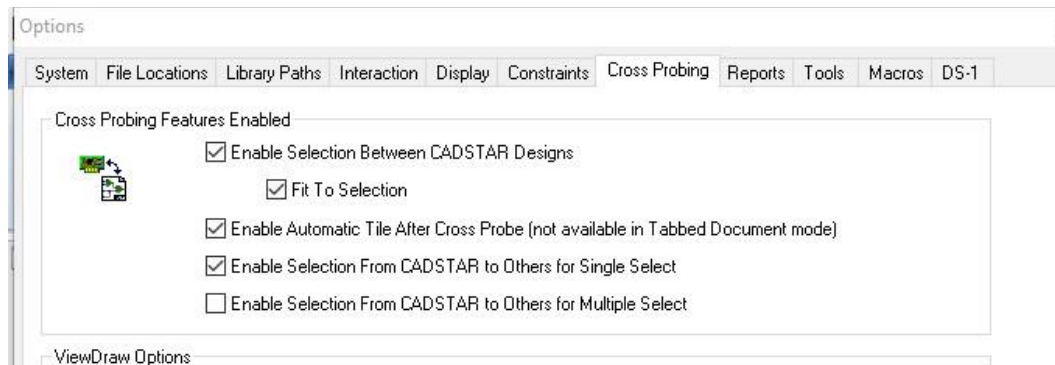 Options
System File Locations Library Paths Interaction Display Constraints Cross Probing Reports Tools Macros DS-1
Cross Probing Features Enabled
Enable Selection Between CADSTAR Designs
Fit To Selection
Enable Automatic Tile After Cross Probe (not available in Tabbed Document mode)
Enable Selection From CADSTAR to Others for Single Select
Enable Selection From CADSTAR to Others for Multiple Select
ViewDraw Options